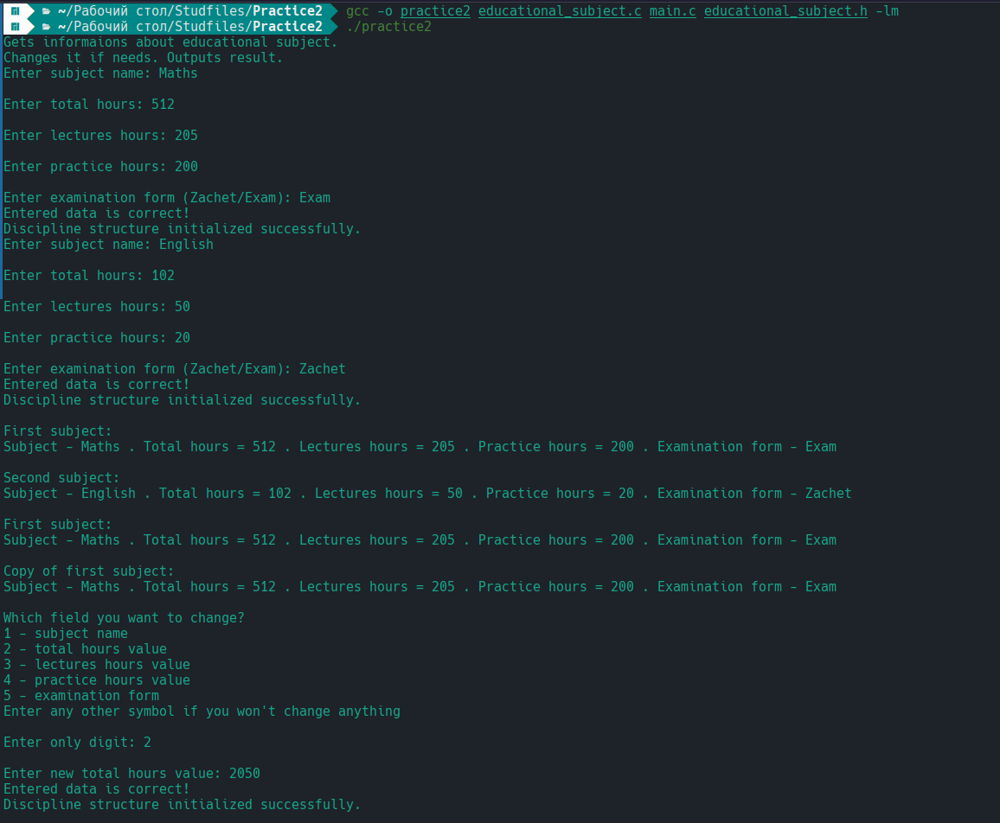 ~/Рабочий стол/Studfiles/Practice2 gcc -o practice2 educational_subject.c main.c educational_subject.h -lm
~/Рабочий стол/Studfiles/Practice2 ./practice2
Gets informaions about educational subject.
Changes it if needs. Outputs result.
Enter subject name: Maths
Enter total hours: 512
Enter lectures hours: 205
Enter practice hours: 200
Enter examination form (Zachet/Exam): Exam
Entered data is correct!
Discipline structure initialized successfully.
Enter subject name: English
Enter total hours: 102
Enter lectures hours: 50
Enter practice hours: 20
Enter examination form (Zachet/Exam): Zachet
Entered data is correct!
Discipline structure initialized successfully.
First subject:
Subject - Maths . Total hours = 512 . Lectures hours = 205 . Practice hours = 200 . Examination form - Exam
Second subject:
Subject - English . Total hours = 102 . Lectures hours = 50 . Practice hours = 20 . Examination form - Zachet
First subject:
Subject - Maths . Total hours = 512 . Lectures hours = 205 . Practice hours = 200 . Examination form - Exam
Copy of first subject:
Subject - Maths . Total hours = 512 . Lectures hours = 205 . Practice hours = 200 . Examination form - Exam
Which field you want to change?
1 - subject name
2 - total hours value
3 - lectures hours value
4 - practice hours value
5 - examination form
Enter any other symbol if you won't change anything
Enter only digit: 2
Enter new total hours value: 2050
Entered data is correct!
Discipline structure initialized successfully.